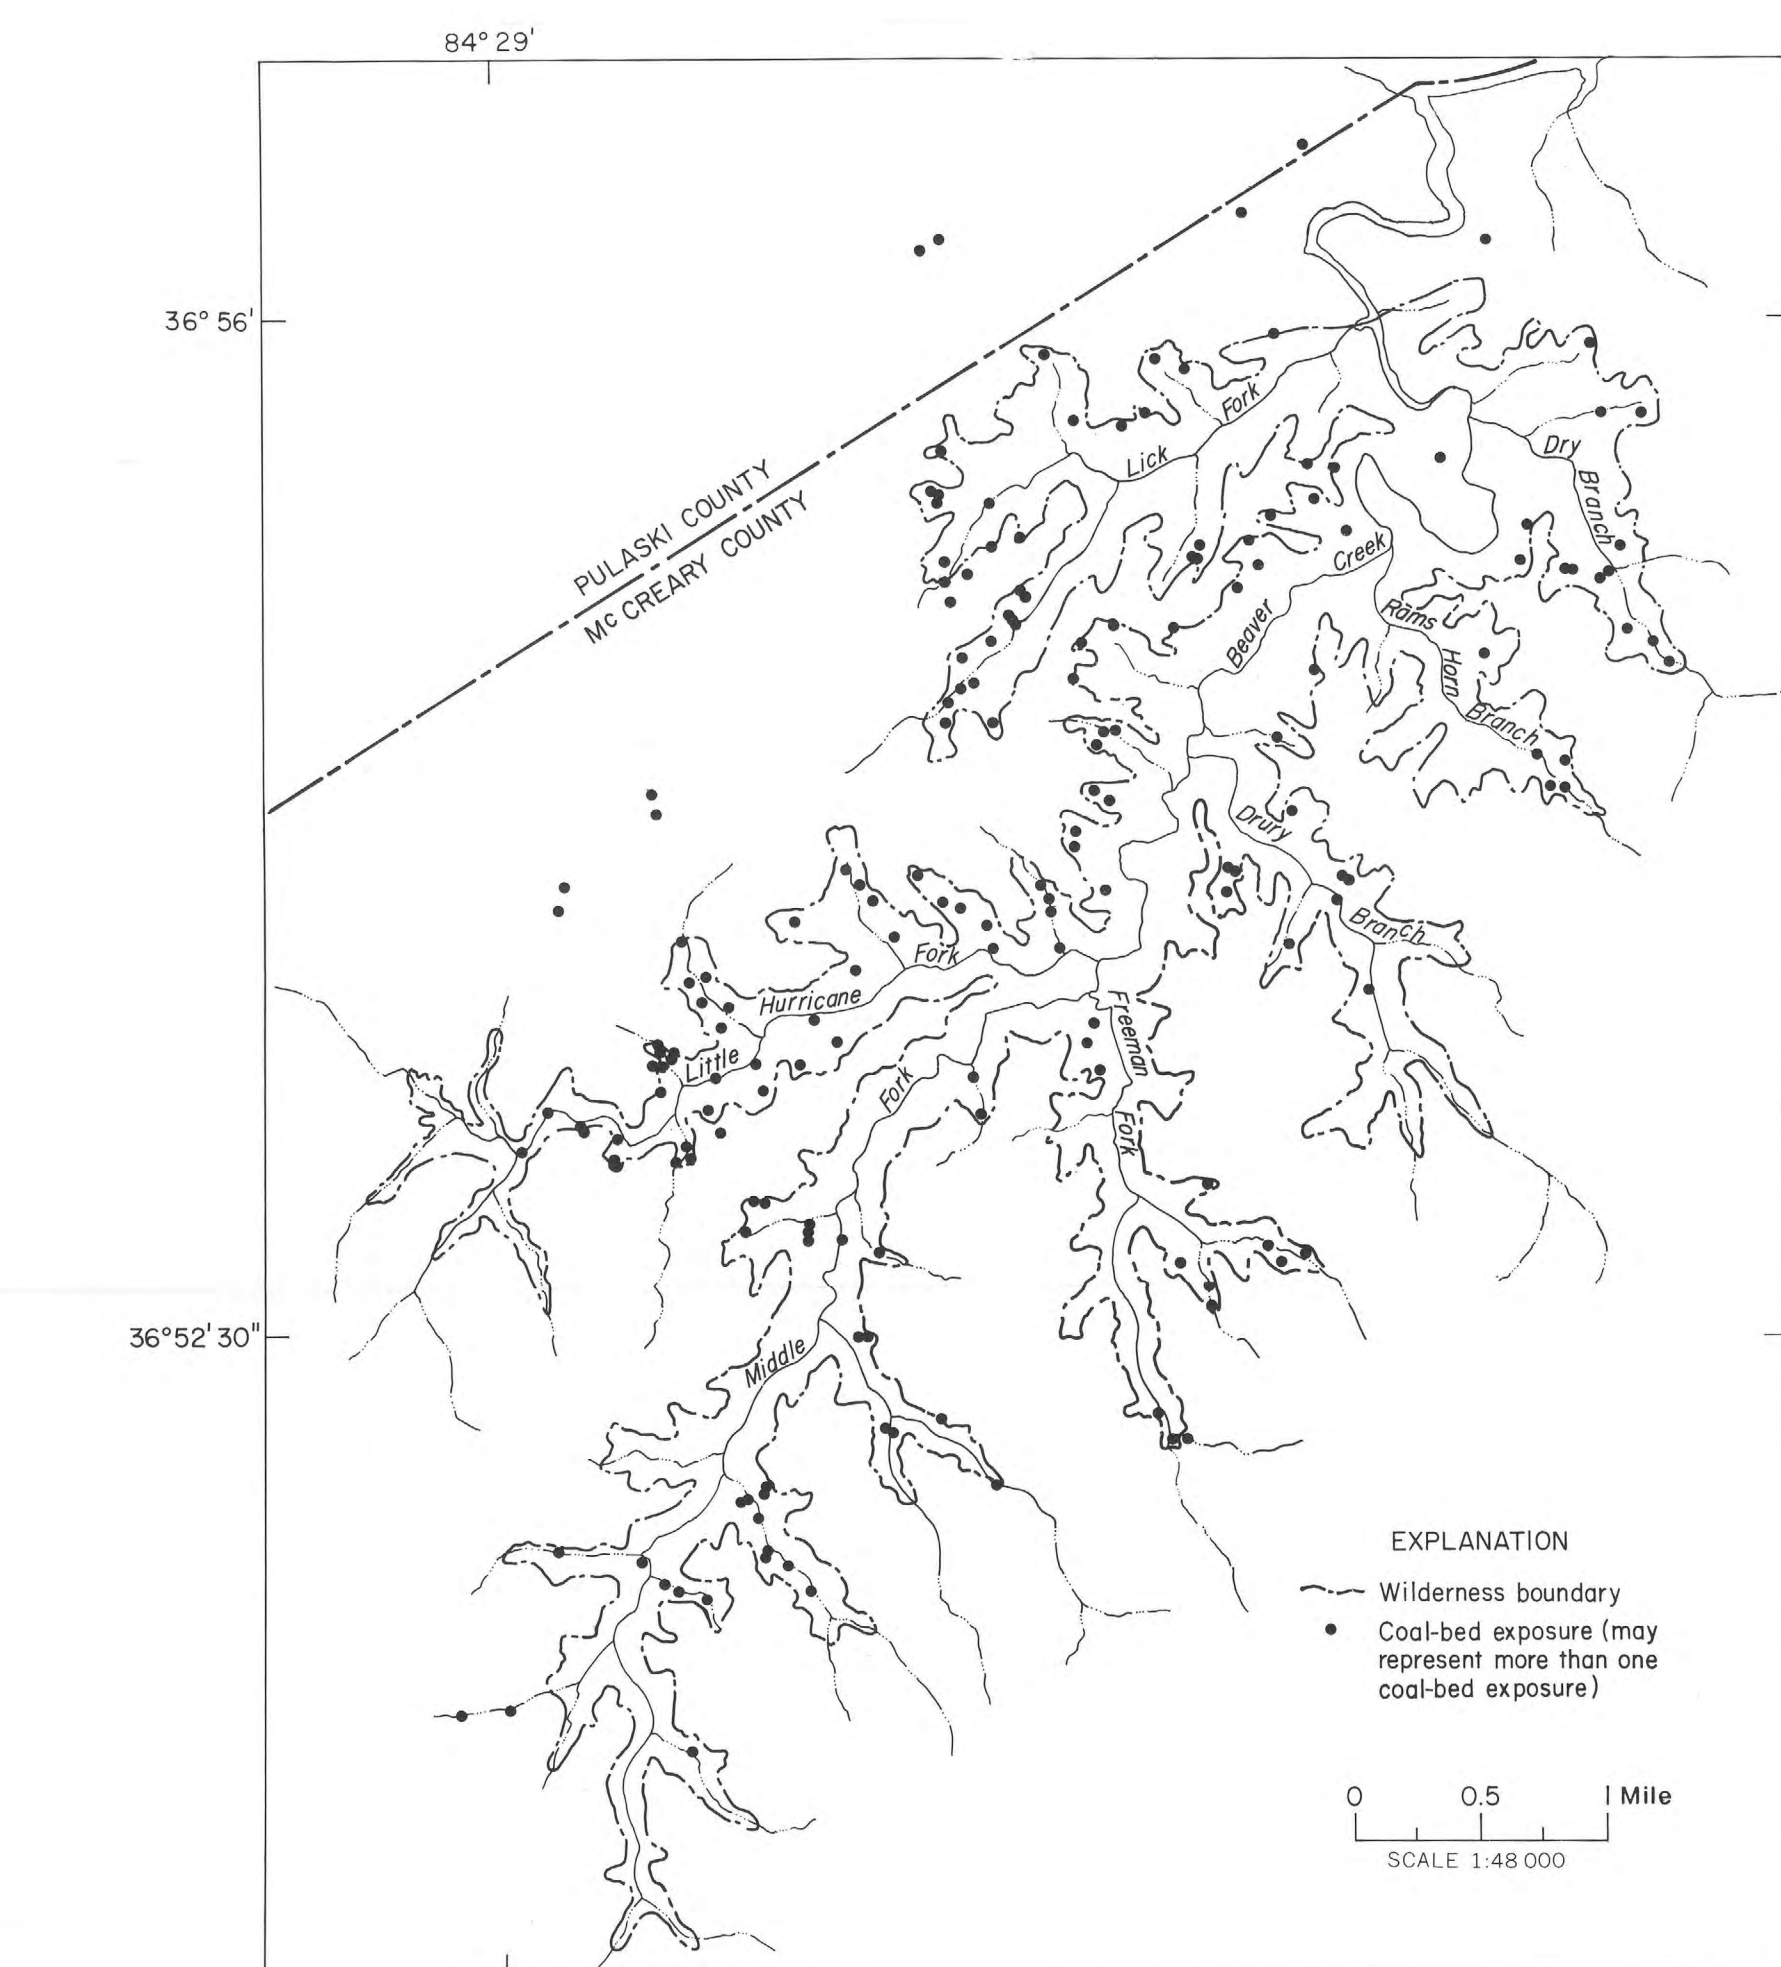 84° 29'
36° 56'
PULASKI COUNTY
McCREARY COUNTY
Lick Fork
Dry Branch
Beaver Creek
Rams Horn Branch
Drury Branch
Little Hurricane Fork
Freeman Fork
Middle Fork
36°52'30"
EXPLANATION
Wilderness boundary
Coal-bed exposure (may
represent more than one
coal-bed exposure)
0 0.5 1 Mile
SCALE 1:48 000